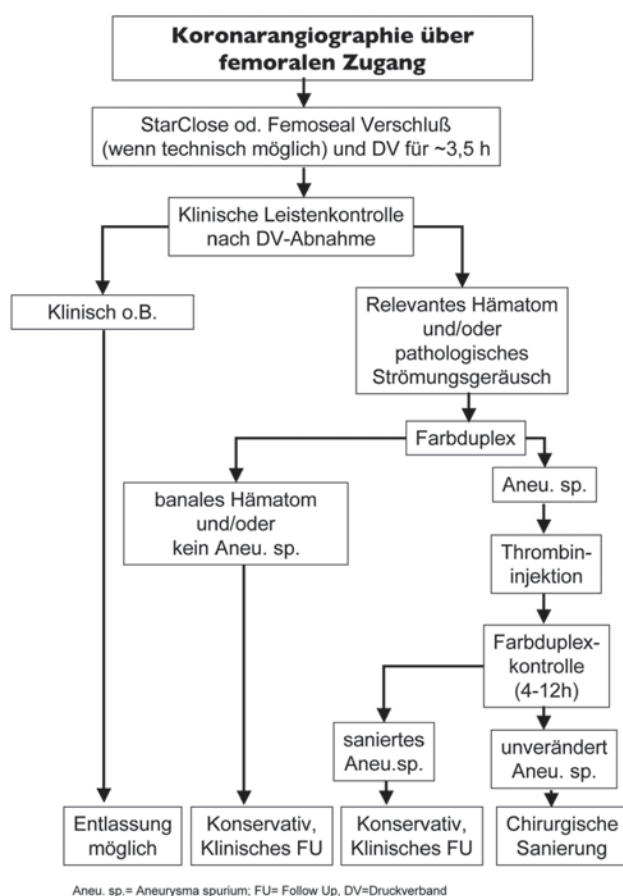 Koronarangiographie über
femoralen Zugang
StarClose od. Femoseal Verschluß
(wenn technisch möglich) und DV für ~3,5 h
Klinische Leistenkontrolle
nach DV-Abnahme
Klinisch o.B.
Relevantes Hämatom
und/oder
pathologisches
Strömungsgeräusch
Farbduplex
banales Hämatom
und/oder
kein Aneu. sp.
Aneu. sp.
Thrombin-
injektion
Farbduplex-
kontrolle
(4-12h)
saniertes
Aneu.sp.
unverändert
Aneu. sp.
Entlassung
möglich
Konservativ,
Klinisches FU
Konservativ,
Klinisches FU
Chirurgische
Sanierung
Aneu. sp.= Aneurysma spurium; FU= Follow Up, DV=Druckverband